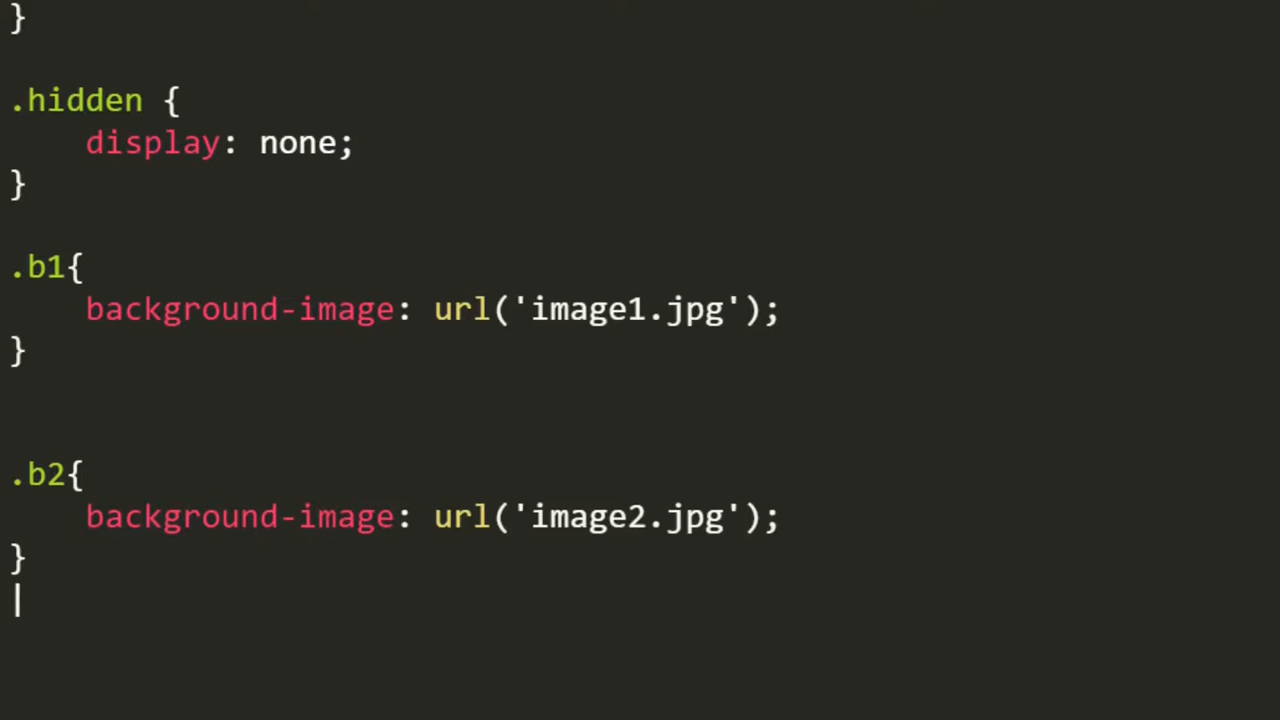 }
.hidden {
    display: none;
}
.b1{
    background-image: url('image1.jpg');
}
.b2{
    background-image: url('image2.jpg');
}